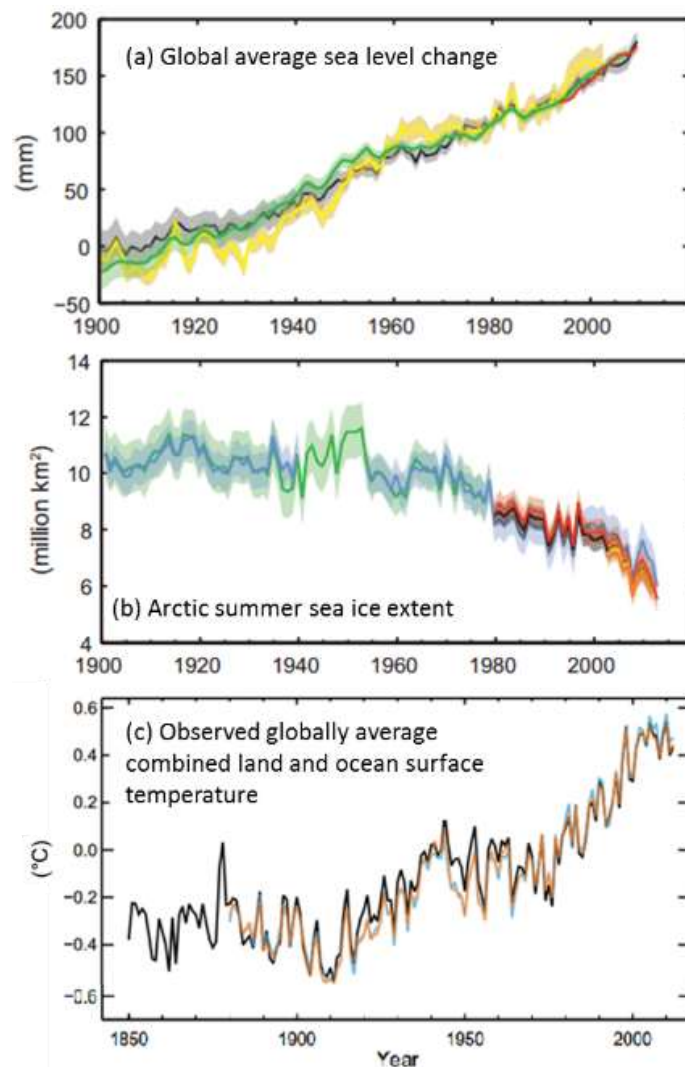 200
(a) Global average sea level change
150
100
(mm)
50
0
−50
1900 1920 1940 1960 1980 2000
14
12
10
(million km²)
8
6
(b) Arctic summer sea ice extent
4
1900 1920 1940 1960 1980 2000
0.6
(c) Observed globally average
combined land and ocean surface
temperature
0.4
0.2
(°C)
0.0
−0.2
−0.4
−0.6
1850 1900 1950 2000
Year